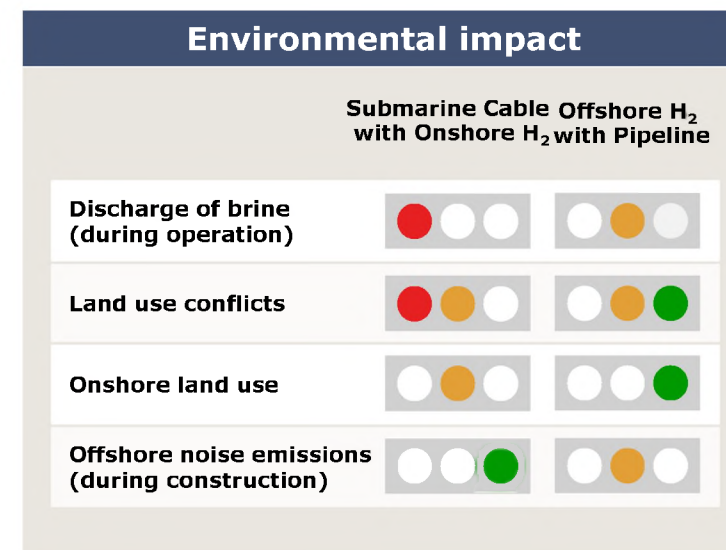 Environmental impact
Submarine Cable
with Onshore H₂
Offshore H₂
with Pipeline
Discharge of brine
(during operation)
Land use conflicts
Onshore land use
Offshore noise emissions
(during construction)